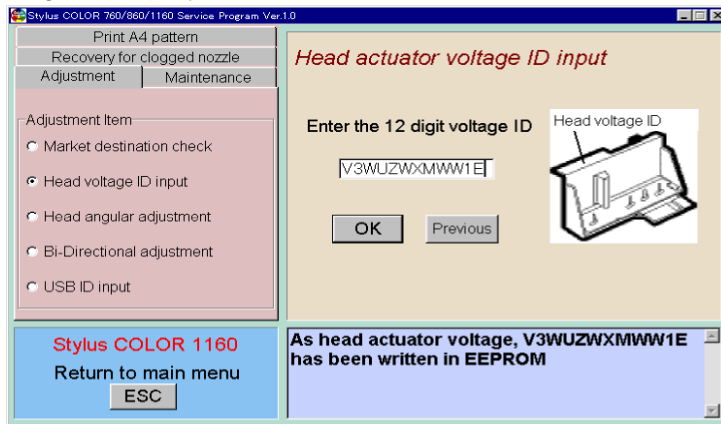 Stylus COLOR 760/860/1160 Service Program Ver.1.0
Print A4 pattern
Recovery for clogged nozzle
Adjustment
Maintenance
Adjustment Item
Market destination check
Head voltage ID input
Head angular adjustment
Bi-Directional adjustment
USB ID input
Head actuator voltage ID input
Enter the 12 digit voltage ID
V3WUZWXMWW1E
Head voltage ID
OK
Previous
Stylus COLOR 1160
Return to main menu
ESC
As head actuator voltage, V3WUZWXMWW1E
has been written in EEPROM